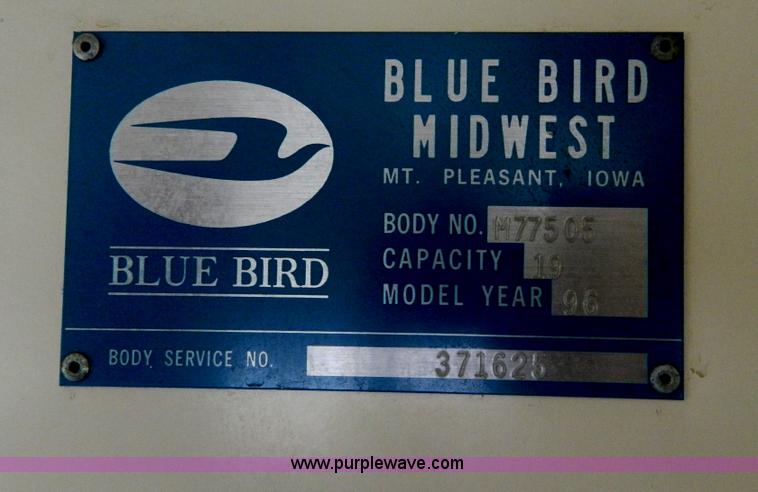 BLUE BIRD
MIDWEST
MT. PLEASANT, IOWA
BODY NO. M77505
CAPACITY 19
MODEL YEAR 96
BLUE BIRD
BODY SERVICE NO. 371625
www.purplewave.com